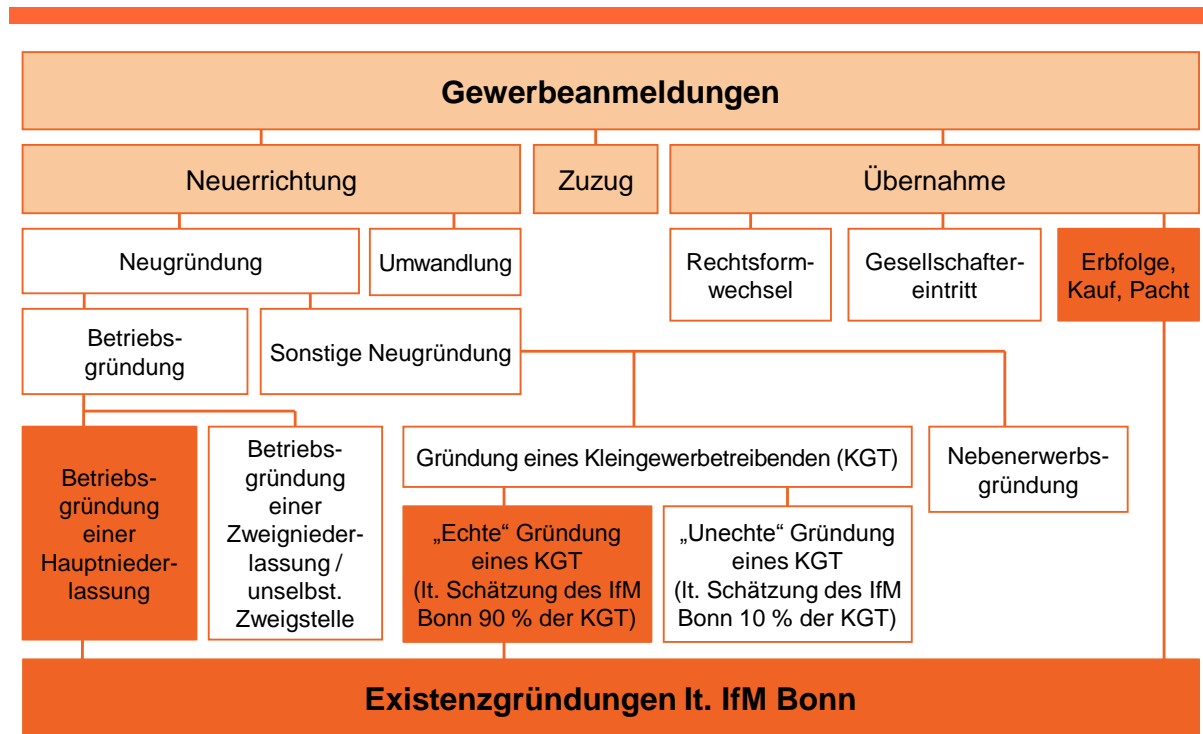 Gewerbeanmeldungen
Neuerrichtung
Zuzug
Übernahme
Neugründung
Umwandlung
Rechtsform-
wechsel
Gesellschafter-
eintritt
Erbfolge,
Kauf, Pacht
Betriebs-
gründung
Sonstige Neugründung
Betriebs-
gründung
einer
Hauptnieder-
lassung
Betriebs-
gründung
einer
Zweignieder-
lassung /
unselbst.
Zweigstelle
Gründung eines Kleingewerbetreibenden (KGT)
Nebenerwerbs-
gründung
„Echte“ Gründung
eines KGT
(lt. Schätzung des IfM
Bonn 90 % der KGT)
„Unechte“ Gründung
eines KGT
(lt. Schätzung des IfM
Bonn 10 % der KGT)
Existenzgründungen lt. IfM Bonn